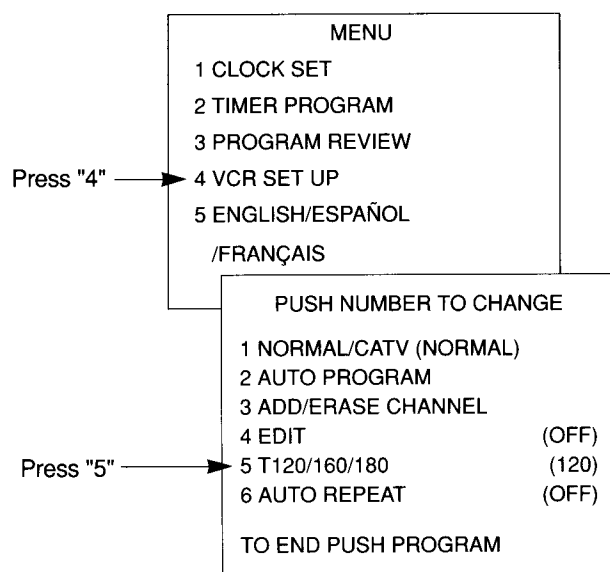 MENU
1 CLOCK SET
2 TIMER PROGRAM
3 PROGRAM REVIEW
Press "4"
4 VCR SET UP
5 ENGLISH/ESPAÑOL
/FRANÇAIS
PUSH NUMBER TO CHANGE
1 NORMAL/CATV (NORMAL)
2 AUTO PROGRAM
3 ADD/ERASE CHANNEL
4 EDIT (OFF)
Press "5"
5 T120/160/180 (120)
6 AUTO REPEAT (OFF)
TO END PUSH PROGRAM